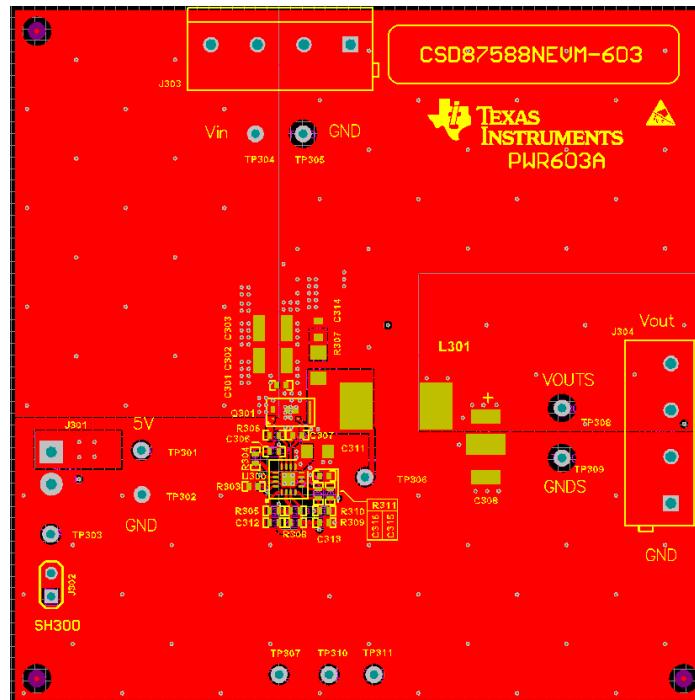 J303
CSD87588NEVM-603
Vin
GND
TP304
TP305
TEXAS
INSTRUMENTS
PWR603A
C303
C314
C301
C302
R307
L301
Vout
J304
VOUTS
Q301
J301
5V
TP301
R306
C306
C307
C311
+
TP308
R304
U300
TP306
TP309
GNDS
R303
TP302
C308
GND
R305
C312
R308
R310
R309
C313
R311
C316
C315
TP303
GND
J302
SH300
TP307
TP310
TP311